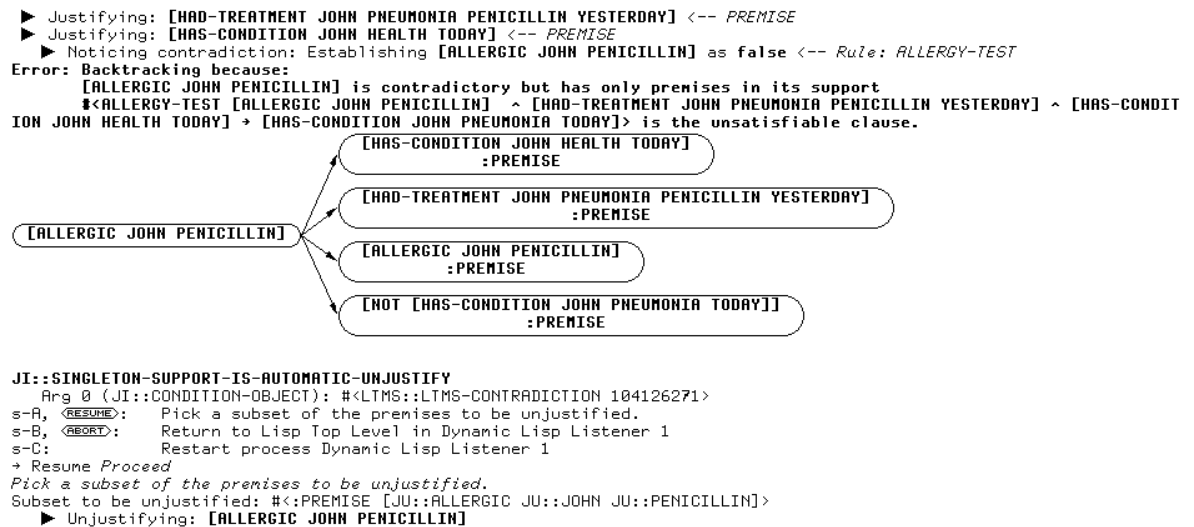 ▶ Justifying: [HAD-TREATMENT JOHN PNEUMONIA PENICILLIN YESTERDAY] <-- PREMISE
▶ Justifying: [HAS-CONDITION JOHN HEALTH TODAY] <-- PREMISE
▶ Noticing contradiction: Establishing [ALLERGIC JOHN PENICILLIN] as false <-- Rule: ALLERGY-TEST
Error: Backtracking because:
[ALLERGIC JOHN PENICILLIN] is contradictory but has only premises in its support
#<ALLERGY-TEST [ALLERGIC JOHN PENICILLIN] ^ [HAD-TREATMENT JOHN PNEUMONIA PENICILLIN YESTERDAY] ^ [HAS-CONDIT
ION JOHN HEALTH TODAY] → [HAS-CONDITION JOHN PNEUMONIA TODAY]> is the unsatisfiable clause.
[HAS-CONDITION JOHN HEALTH TODAY]
:PREMISE
[HAD-TREATMENT JOHN PNEUMONIA PENICILLIN YESTERDAY]
:PREMISE
[ALLERGIC JOHN PENICILLIN]
[ALLERGIC JOHN PENICILLIN]
:PREMISE
[NOT [HAS-CONDITION JOHN PNEUMONIA TODAY]]
:PREMISE
JI::SINGLETON-SUPPORT-IS-AUTOMATIC-UNJUSTIFY
Arg 0 (JI::CONDITION-OBJECT): #<LTMS::LTMS-CONTRADICTION 104126271>
s-A, <RESUME>: Pick a subset of the premises to be unjustified.
s-B, <ABORT>: Return to Lisp Top Level in Dynamic Lisp Listener 1
s-C: Restart process Dynamic Lisp Listener 1
→ Resume Proceed
Pick a subset of the premises to be unjustified.
Subset to be unjustified: #<:PREMISE [JU::ALLERGIC JU::JOHN JU::PENICILLIN]>
▶ Unjustifying: [ALLERGIC JOHN PENICILLIN]